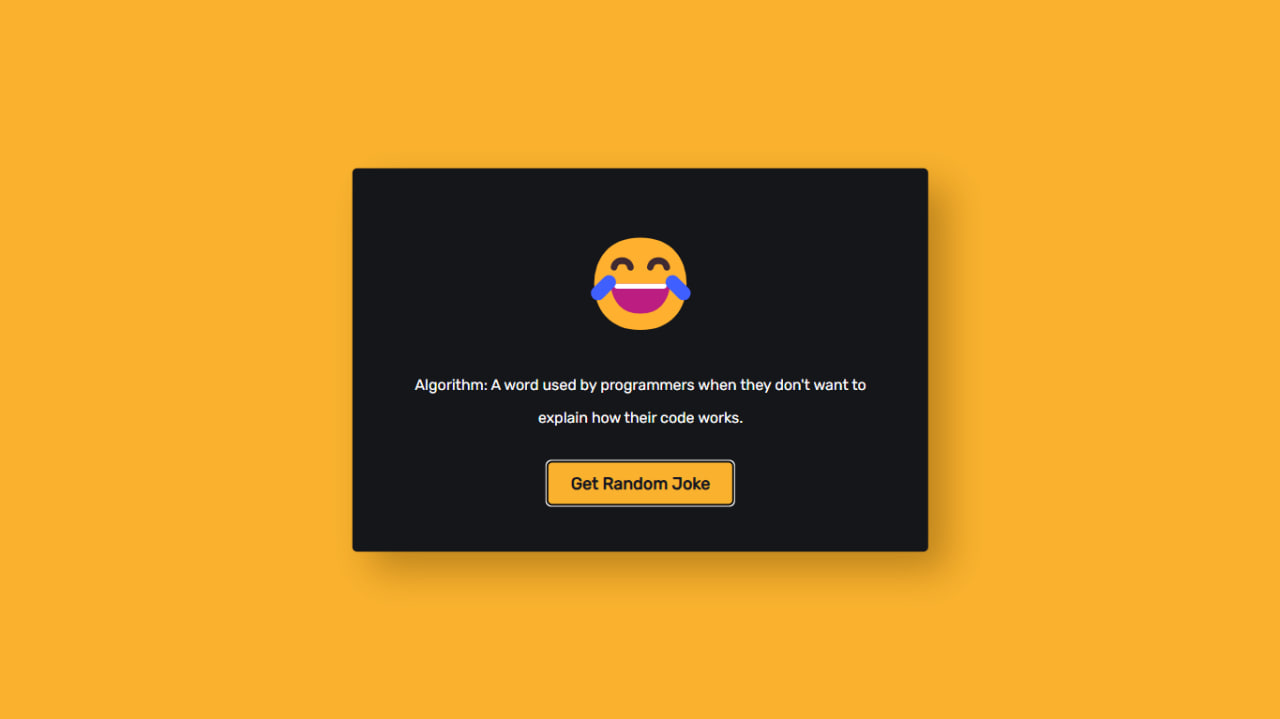 Algorithm: A word used by programmers when they don't want to
explain how their code works.
Get Random Joke